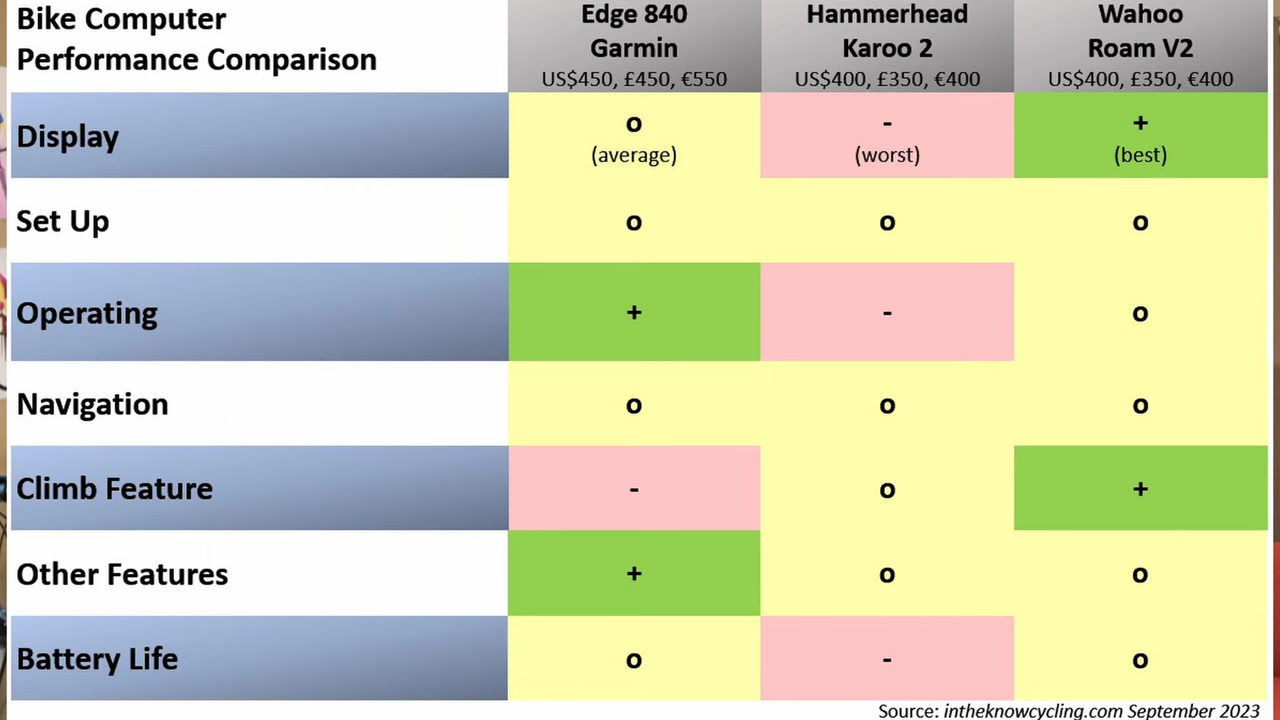 Bike Computer
Performance Comparison
Edge 840
Garmin
US$450, £450, €550
Hammerhead
Karoo 2
US$400, £350, €400
Wahoo
Roam V2
US$400, £350, €400
Display
o
(average)
-
(worst)
+
(best)
Set Up o o o
Operating + - o
Navigation o o o
Climb Feature - o +
Other Features + o o
Battery Life o - o
Source: intheknowcycling.com September 2023